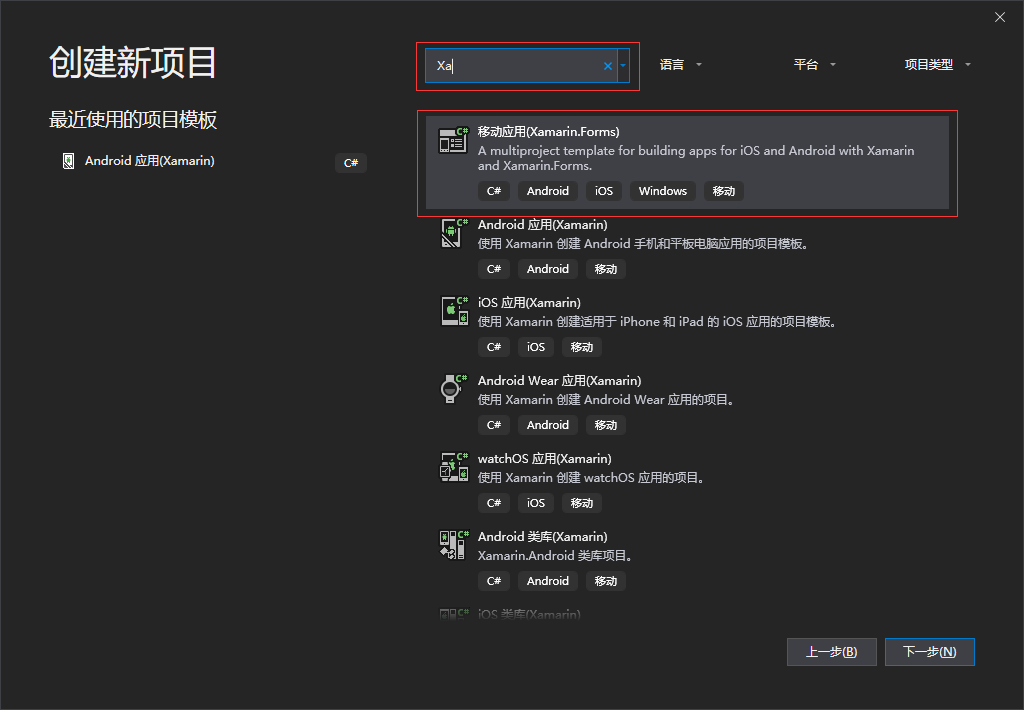 创建新项目
最近使用的项目模板
Android 应用(Xamarin)
C#
Xa
语言
平台
项目类型
移动应用(Xamarin.Forms)
A multiproject template for building apps for iOS and Android with Xamarin
and Xamarin.Forms.
C# Android iOS Windows 移动
Android 应用(Xamarin)
使用 Xamarin 创建 Android 手机和平板电脑应用的项目模板。
C# Android 移动
iOS 应用(Xamarin)
使用 Xamarin 创建适用于 iPhone 和 iPad 的 iOS 应用的项目模板。
C# iOS 移动
Android Wear 应用(Xamarin)
使用 Xamarin 创建 Android Wear 应用的项目。
C# Android 移动
watchOS 应用(Xamarin)
使用 Xamarin 创建 watchOS 应用的项目。
C# iOS 移动
Android 类库(Xamarin)
Xamarin.Android 类库项目。
C# Android 移动
iOS 类库(Xamarin)
上一步(B)
下一步(N)